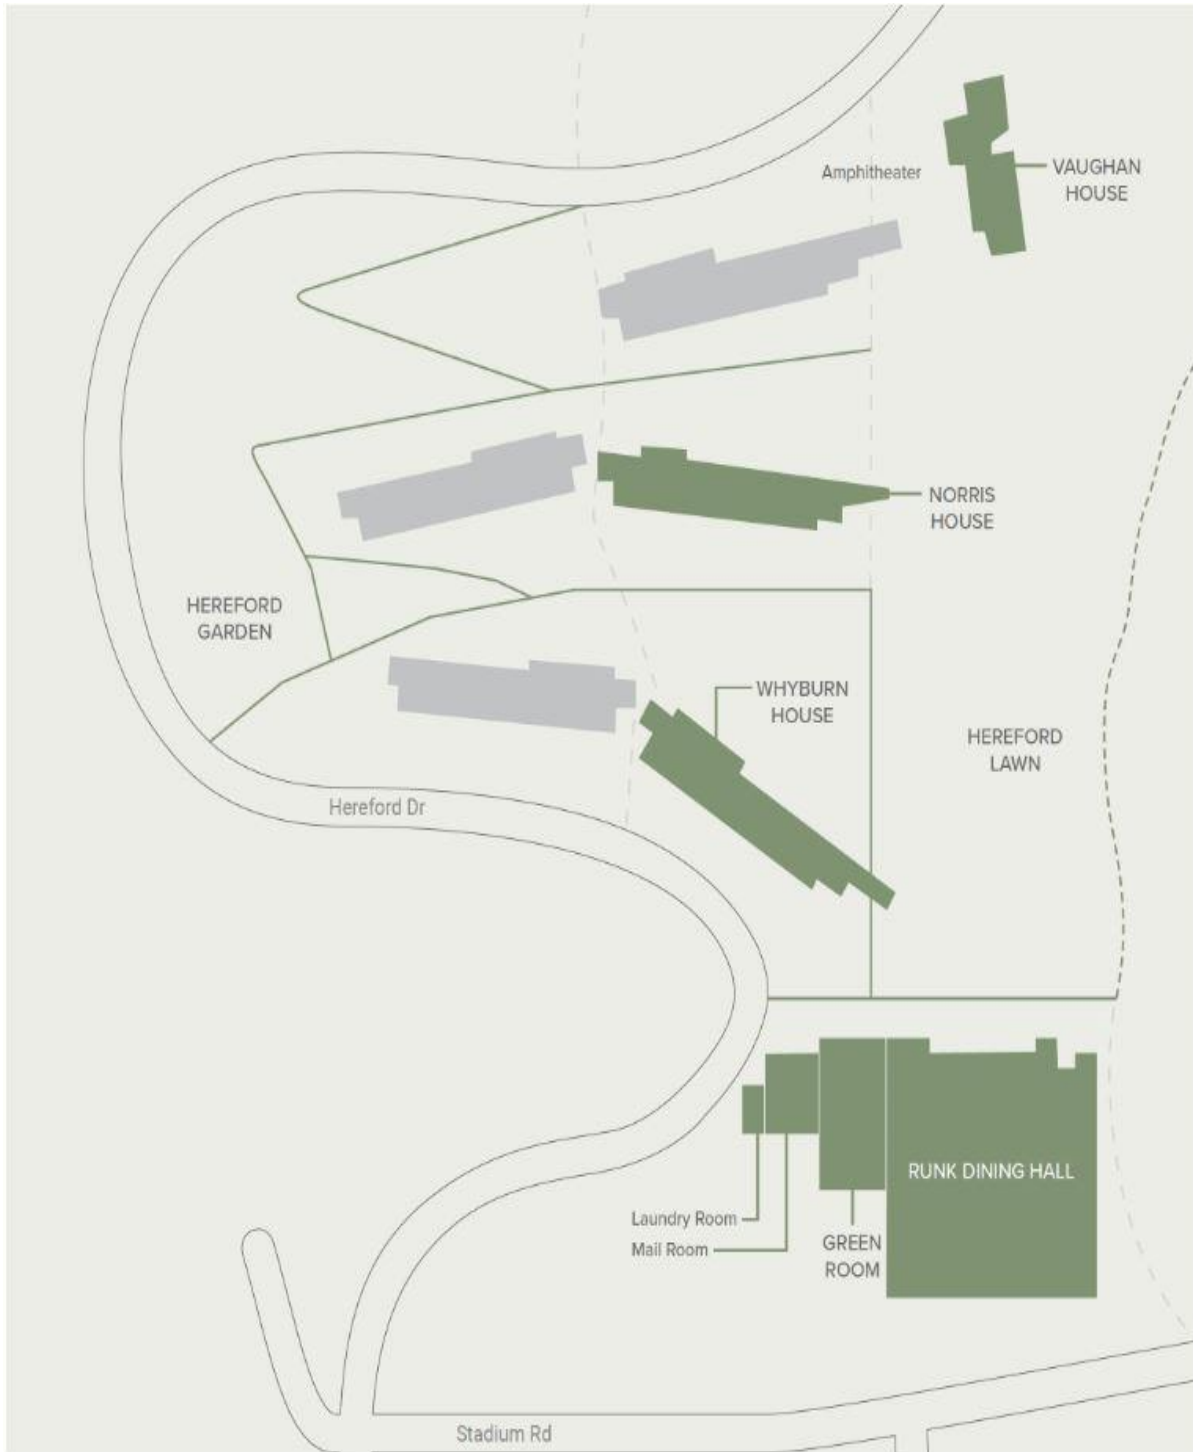 Amphitheater
VAUGHAN
HOUSE
NORRIS
HOUSE
HEREFORD
GARDEN
WHYBURN
HOUSE
HEREFORD
LAWN
Hereford Dr
RUNK DINING HALL
Laundry Room
Mail Room
GREEN
ROOM
Stadium Rd